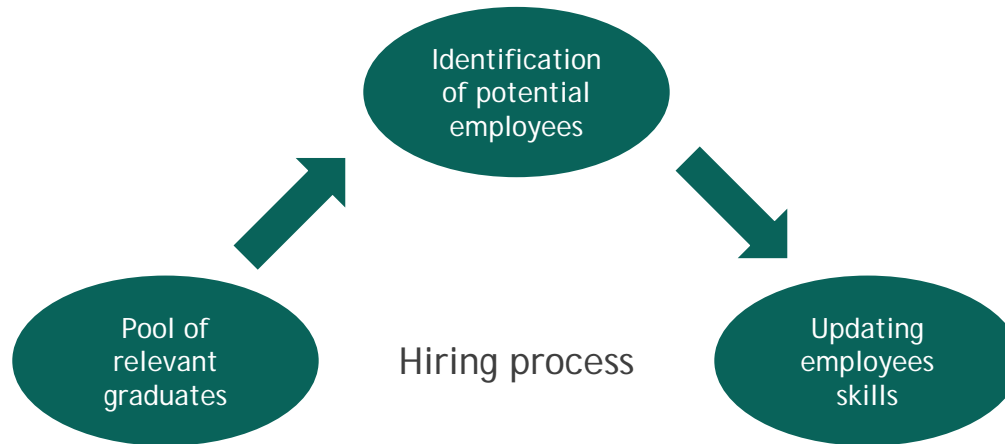 Identification
of potential
employees
Pool of
relevant
graduates
Hiring process
Updating
employees
skills